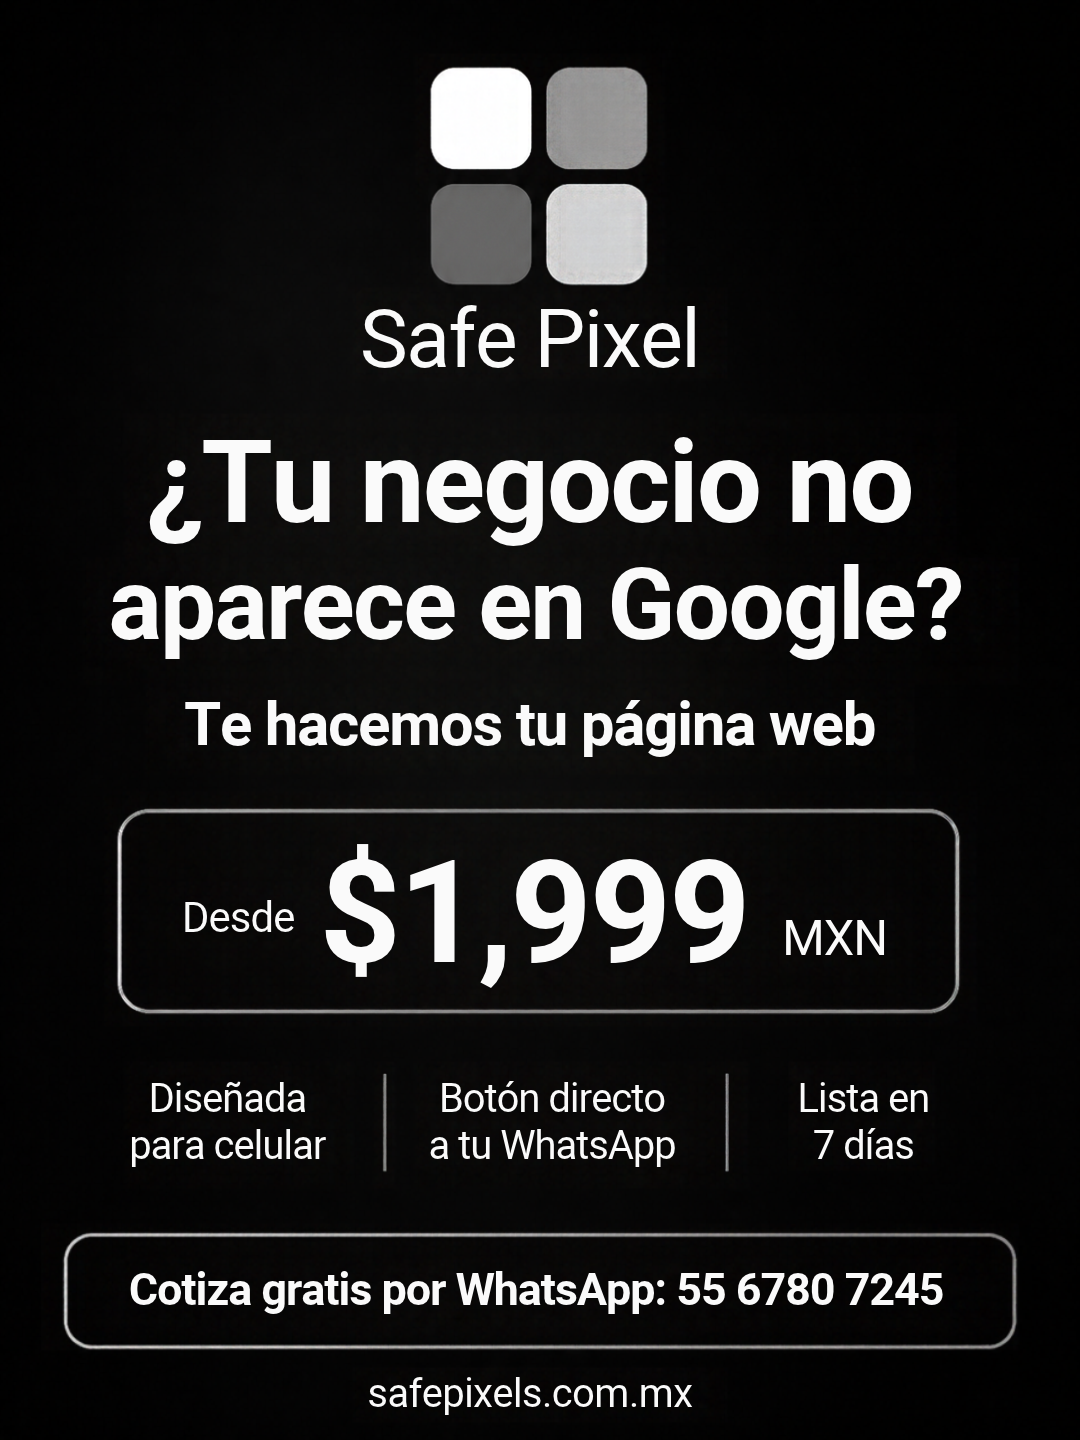 Safe Pixel
¿Tu negocio no
aparece en Google?
Te hacemos tu página web
Desde $1,999 MXN
Diseñada
para celular
Botón directo
a tu WhatsApp
Lista en
7 días
Cotiza gratis por WhatsApp: 55 6780 7245
safepixels.com.mx